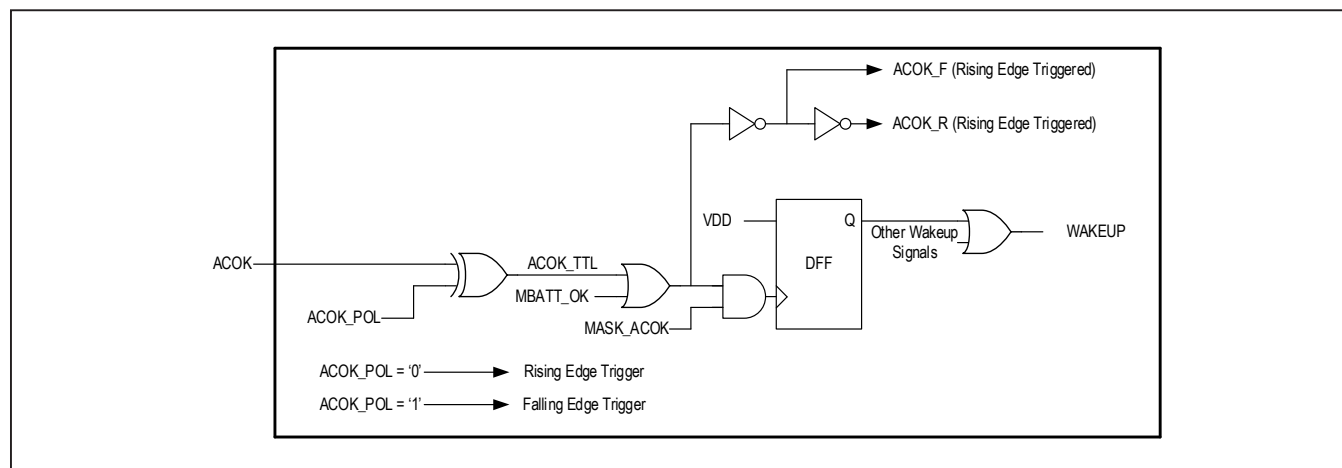 ACOK_F (Rising Edge Triggered)
ACOK_R (Rising Edge Triggered)
VDD
Q
DFF
Other Wakeup
Signals
WAKEUP
ACOK
ACOK_TTL
MBATT_OK
ACOK_POL
MASK_ACOK
ACOK_POL = ‘0’ Rising Edge Trigger
ACOK_POL = ‘1’ Falling Edge Trigger